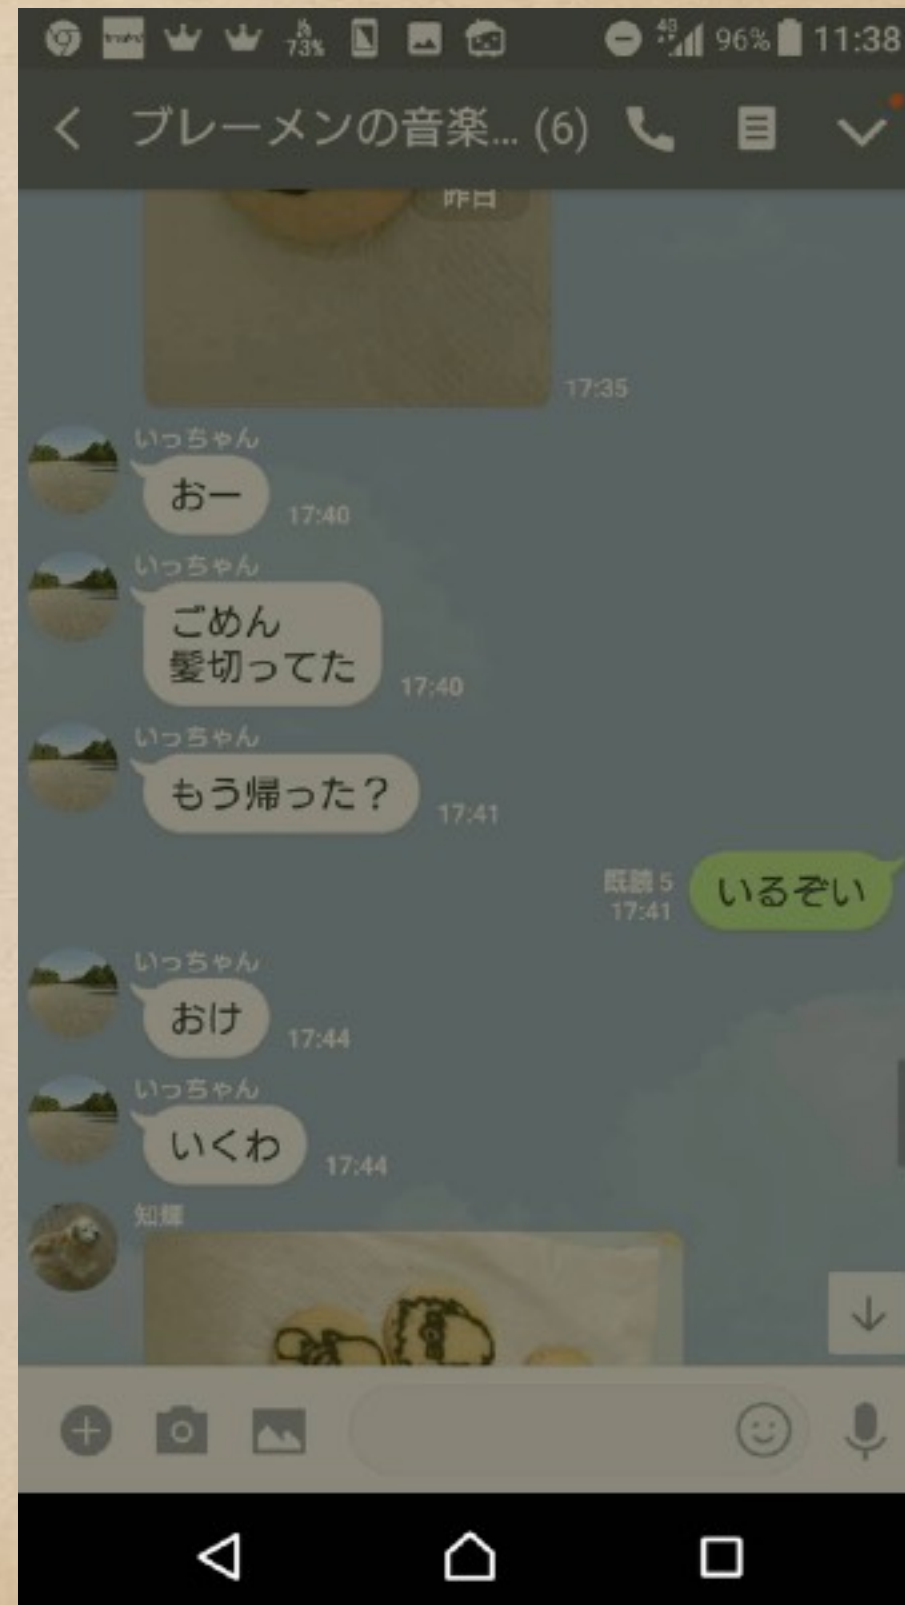 73%
4G
96%
11:38
ブレーメンの音楽... (6)
昨日
17:35
いっちゃん
おー
17:40
いっちゃん
ごめん
髪切ってた
17:40
いっちゃん
もう帰った？
17:41
既読 5
17:41
いるぞい
いっちゃん
おけ
17:44
いっちゃん
いくわ
17:44
知輝